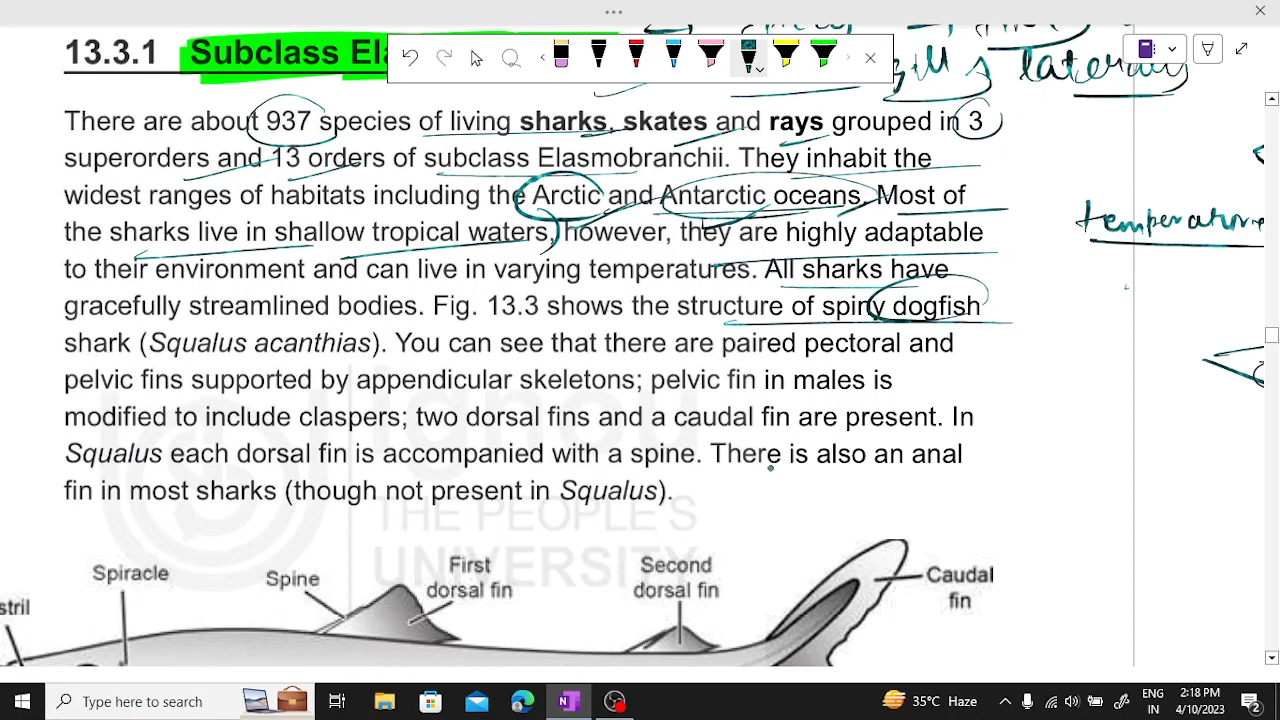 laterally
13.3.1 Subclass El
There are about 937 species of living sharks, skates and rays grouped in 3
superorders and 13 orders of subclass Elasmobranchii. They inhabit the
widest ranges of habitats including the Arctic and Antarctic oceans. Most of
the sharks live in shallow tropical waters, however, they are highly adaptable
temperature
to their environment and can live in varying temperatures. All sharks have
gracefully streamlined bodies. Fig. 13.3 shows the structure of spiny dogfish
shark (Squalus acanthias). You can see that there are paired pectoral and
pelvic fins supported by appendicular skeletons; pelvic fin in males is
modified to include claspers; two dorsal fins and a caudal fin are present. In
Squalus each dorsal fin is accompanied with a spine. There is also an anal
fin in most sharks (though not present in Squalus).
ignou
THE PEOPLE'S
UNIVERSITY
Spiracle
Spine
First
dorsal fin
Second
dorsal fin
Caudal
fin
stril
Type here to search
35°C Haze
ENG
IN
2:18 PM
4/10/2023
2